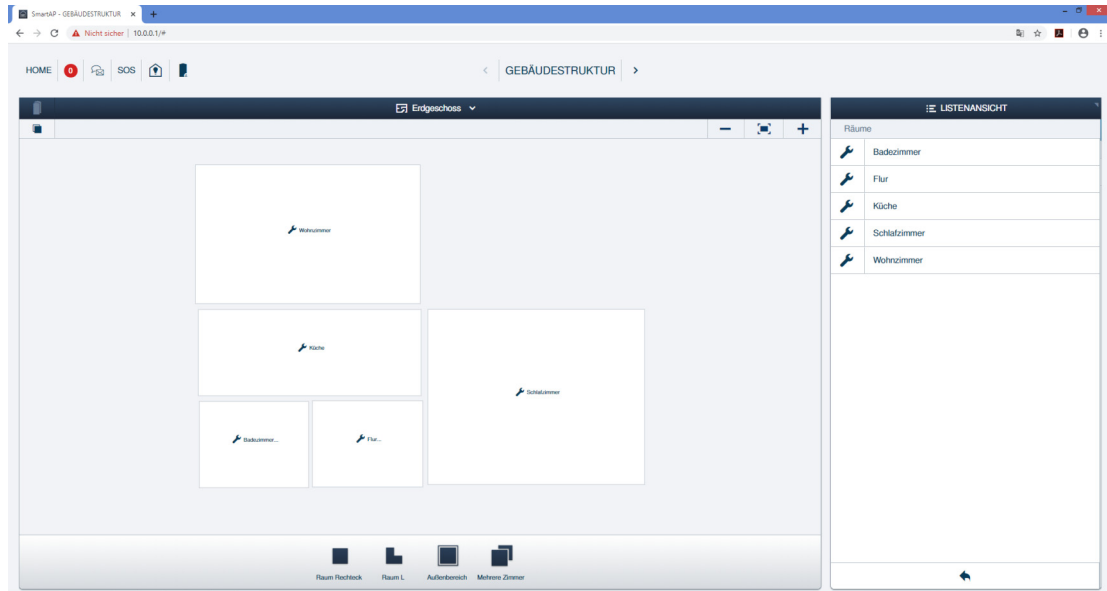 SmartAP - GEBÄUDESTRUKTUR
Nicht sicher | 10.0.0.1/#
HOME 0 SOS
GEBÄUDESTRUKTUR
Erdgeschoss
Wohnzimmer
Küche
Schlafzimmer
Badezimmer...
Flur...
Raum Rechteck
Raum L
Außenbereich
Mehrere Zimmer
LISTENANSICHT
Räume
Badezimmer
Flur
Küche
Schlafzimmer
Wohnzimmer